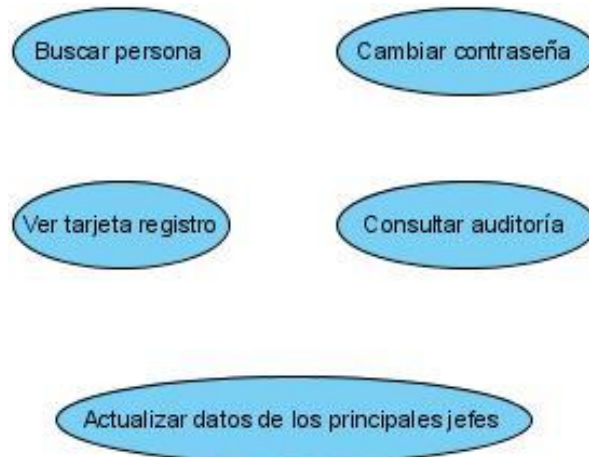 Buscar persona
Cambiar contraseña
Ver tarjeta registro
Consultar auditoría
Actualizar datos de los principales jefes